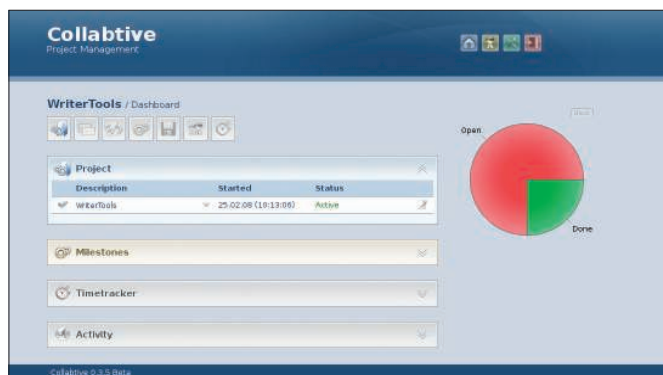 Collabtive
Project Management
WriterTools / Dashboard
Project
Description Started Status
writerTools 25.02.08 (10:13:06) Active
Milestones
Timetracker
Activity
Open
Done
Collabtive 0.3.5 Beta